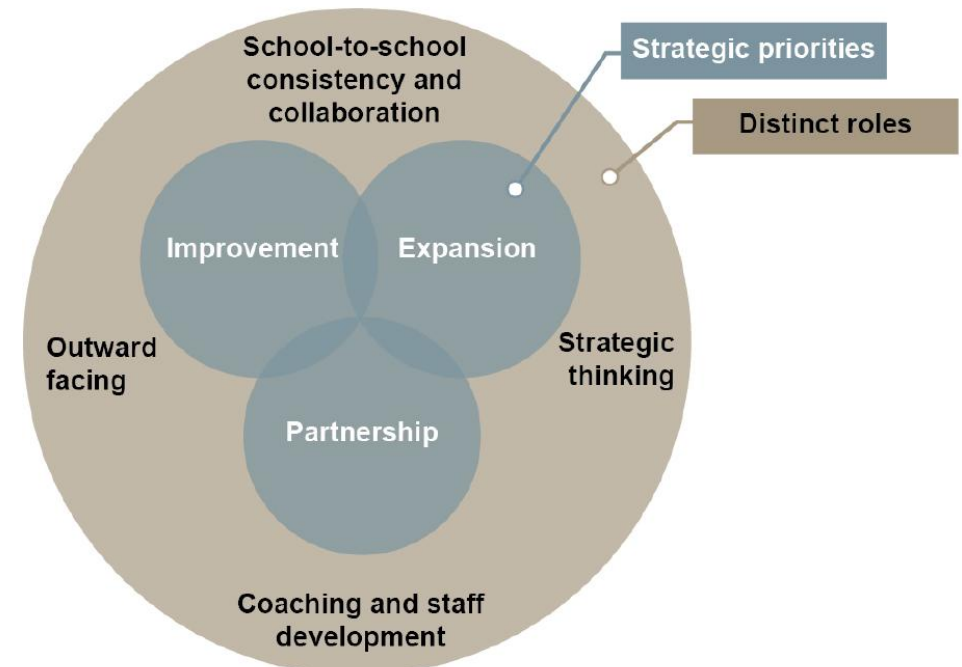 School-to-school
consistency and
collaboration
Strategic priorities
Distinct roles
Improvement
Expansion
Outward
facing
Strategic
thinking
Partnership
Coaching and staff
development